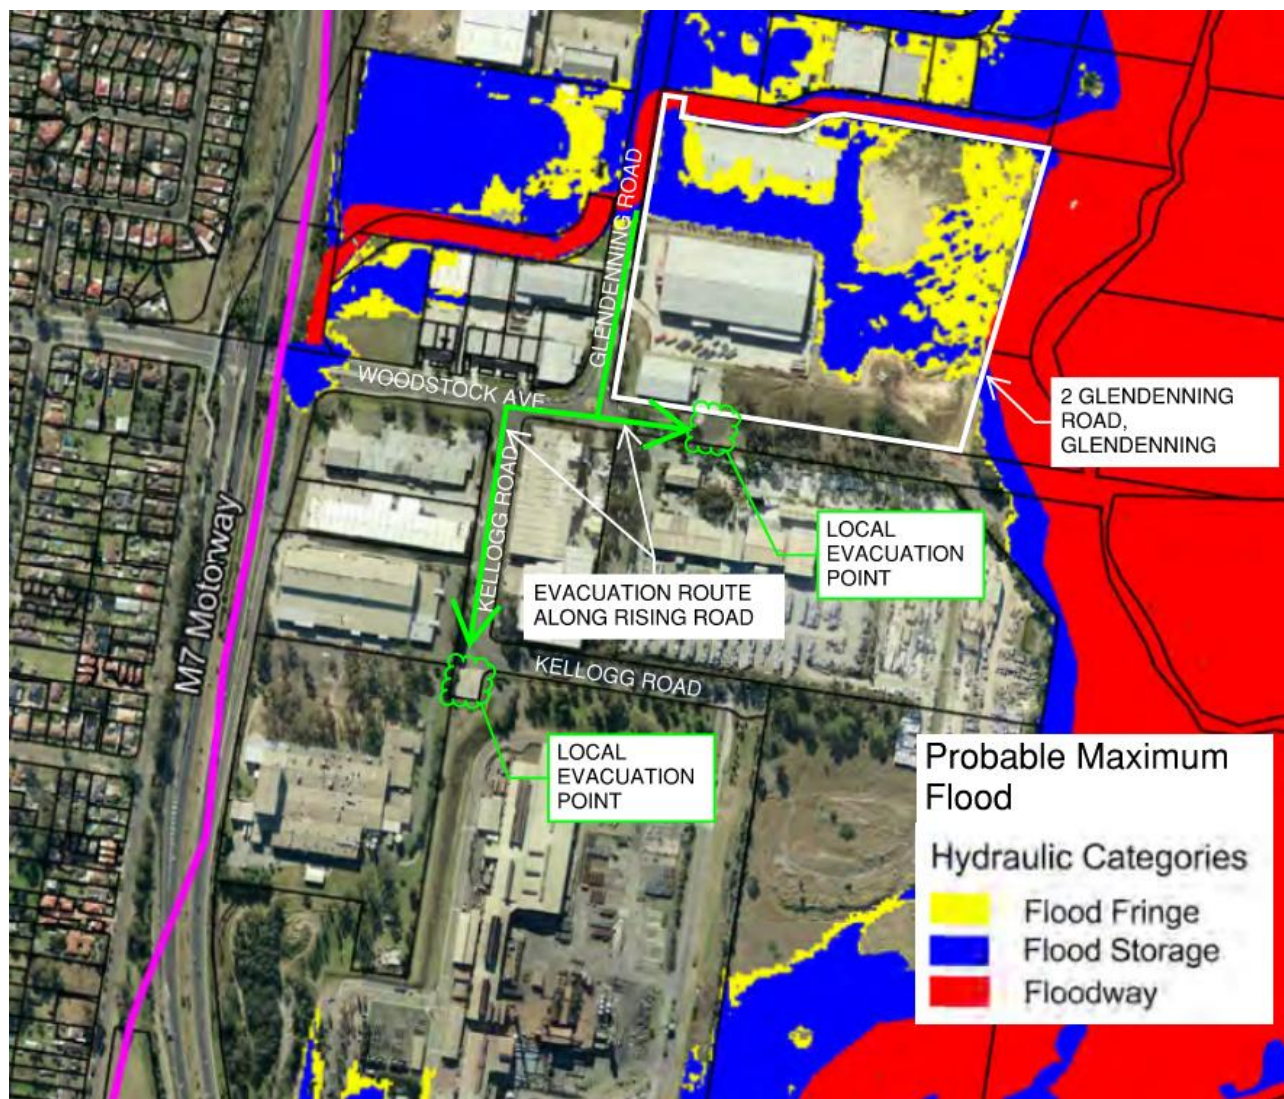 GLENDENNING ROAD
WOODSTOCK AVE
2 GLENDENNING
ROAD,
GLENDENNING
KELLOGG ROAD
LOCAL
EVACUATION
POINT
EVACUATION ROUTE
ALONG RISING ROAD
M7 Motorway
KELLOGG ROAD
LOCAL
EVACUATION
POINT
Probable Maximum
Flood
Hydraulic Categories
Flood Fringe
Flood Storage
Floodway